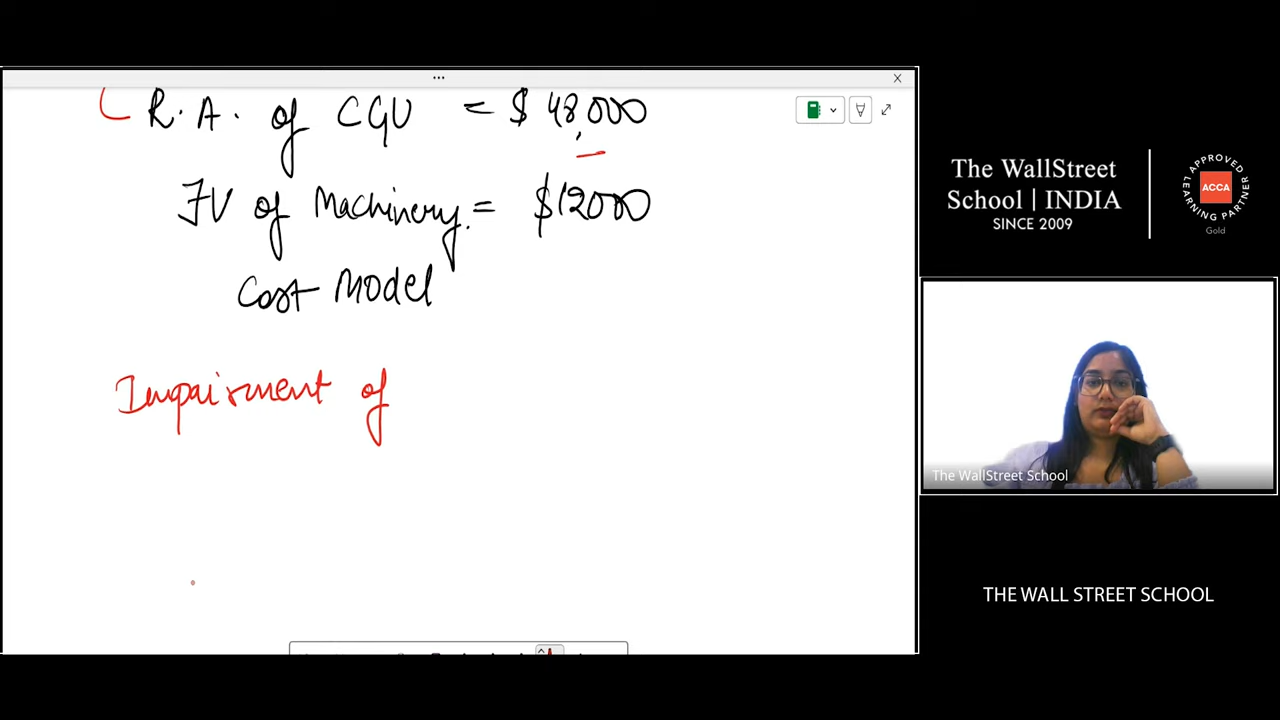 R.A. of CGU = $ 48,000
FV of Machinery = $12000
Cost Model
Impairment of
The WallStreet
School | INDIA
SINCE 2009
APPROVED
LEARNING PARTNER
ACCA
Gold
The WallStreet School
THE WALL STREET SCHOOL